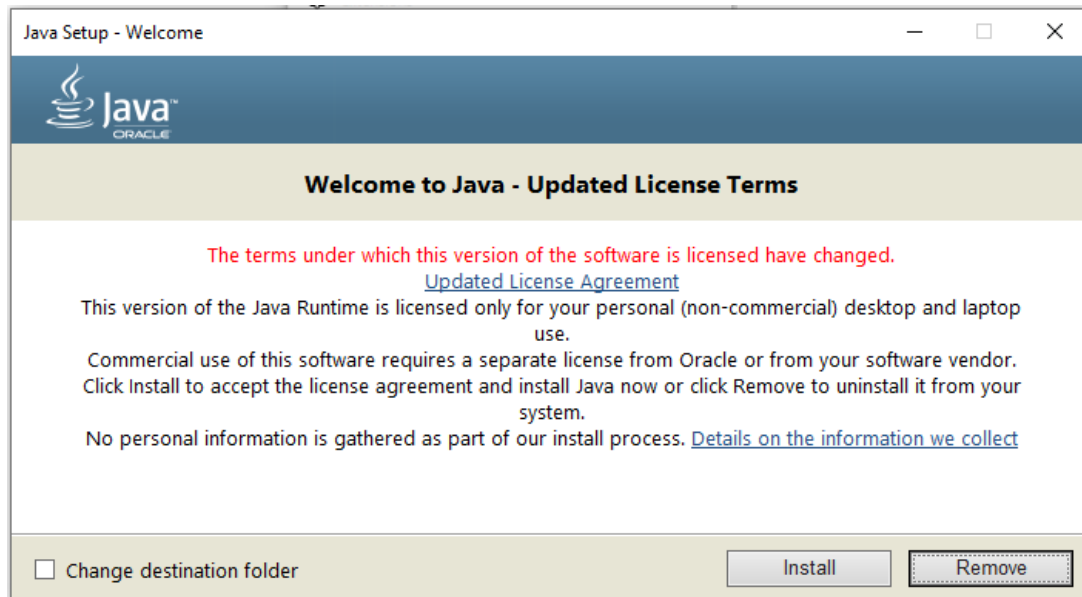 Java Setup - Welcome
Java™
ORACLE
Welcome to Java - Updated License Terms
The terms under which this version of the software is licensed have changed.
Updated License Agreement
This version of the Java Runtime is licensed only for your personal (non-commercial) desktop and laptop
use.
Commercial use of this software requires a separate license from Oracle or from your software vendor.
Click Install to accept the license agreement and install Java now or click Remove to uninstall it from your
system.
No personal information is gathered as part of our install process. Details on the information we collect
Change destination folder
Install
Remove